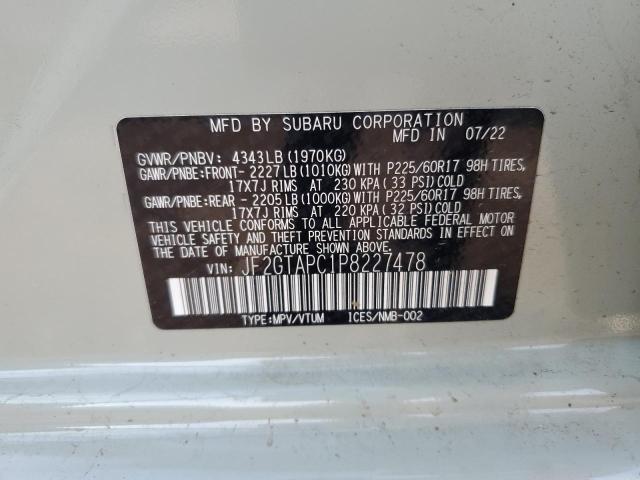 MFD BY SUBARU CORPORATION
MFD IN 07/22
GVWR/PNBV: 4343LB(1970KG)
GAWR/PNBE:FRONT- 2227LB(1010KG)WITH P225/60R17 98H TIRES,
17X7J RIMS AT 230 KPA(33 PSI)COLD
GAWR/PNBE:REAR - 2205LB(1000KG)WITH P225/60R17 98H TIRES,
17X7J RIMS AT 220 KPA(32 PSI)COLD
THIS VEHICLE CONFORMS TO ALL APPLICABLE FEDERAL MOTOR
VEHICLE SAFETY AND BUMPER STANDARDS IN EFFECT ON
THE DATE OF MANUFACTURE SHOWN ABOVE.
VIN: JF2GTAPC1P8227478
TYPE:MPV/VTUM ICES/NMB-002